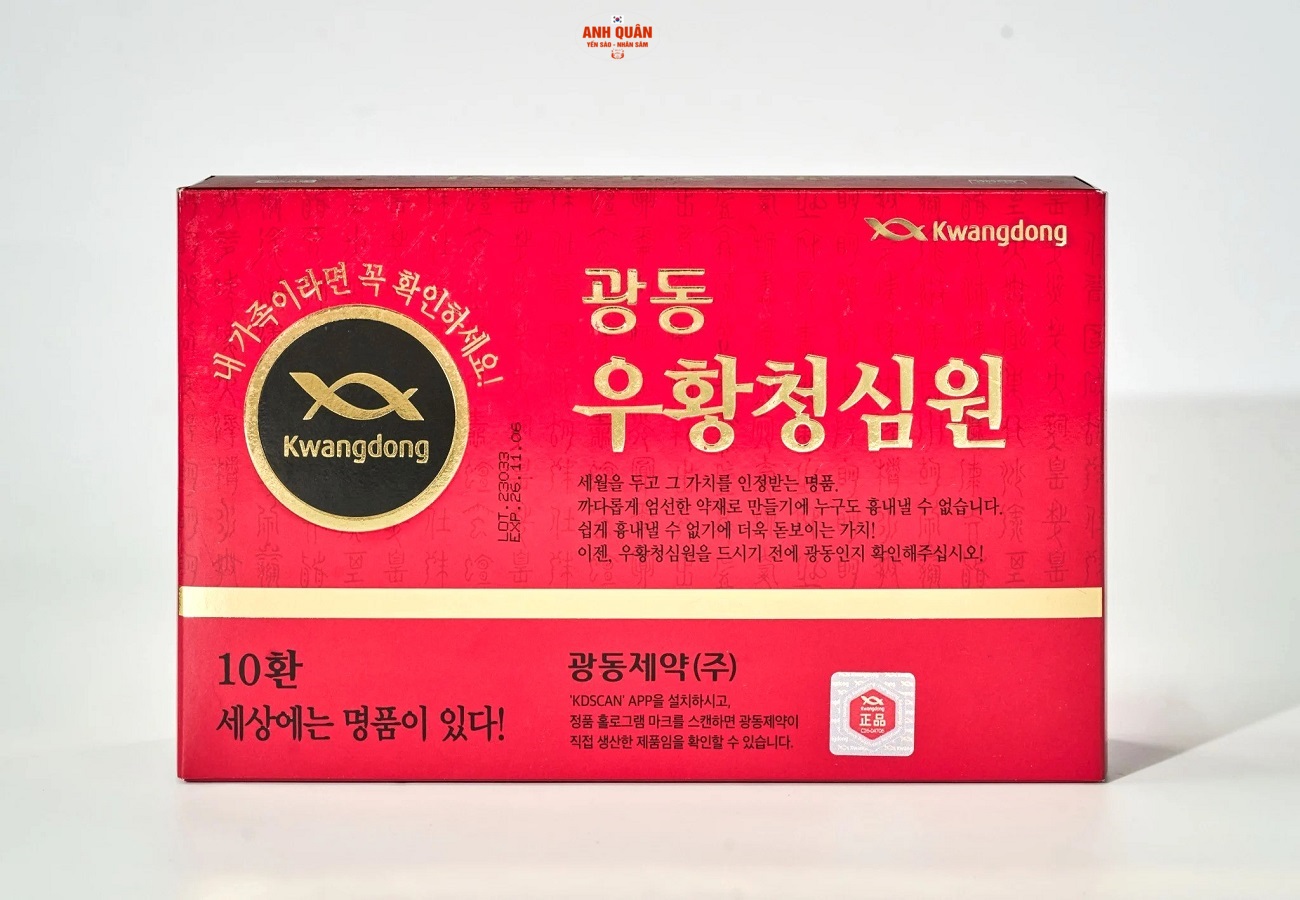 ANH QUÂN
YẾN SÀO - NHÂN SÂM
Kwangdong
내 가족이라면 꼭 확인하세요!
Kwangdong
광동
우황청심원
LOT. 23033
EXP. 26.11.06
세월을 두고 그 가치를 인정받는 명품.
까다롭게 엄선한 약재로 만들기에 누구도 흉내낼 수 없습니다.
쉽게 흉내낼 수 없기에 더욱 돋보이는 가치!
이젠, 우황청심원을 드시기 전에 광동인지 확인해주십시오!
10환
세상에는 명품이 있다!
광동제약(주)
'KDSCAN' APP을 설치하시고,
정품 홀로그램 마크를 스캔하면 광동제약이
직접 생산한 제품임을 확인할 수 있습니다.
Kwangdong
正品